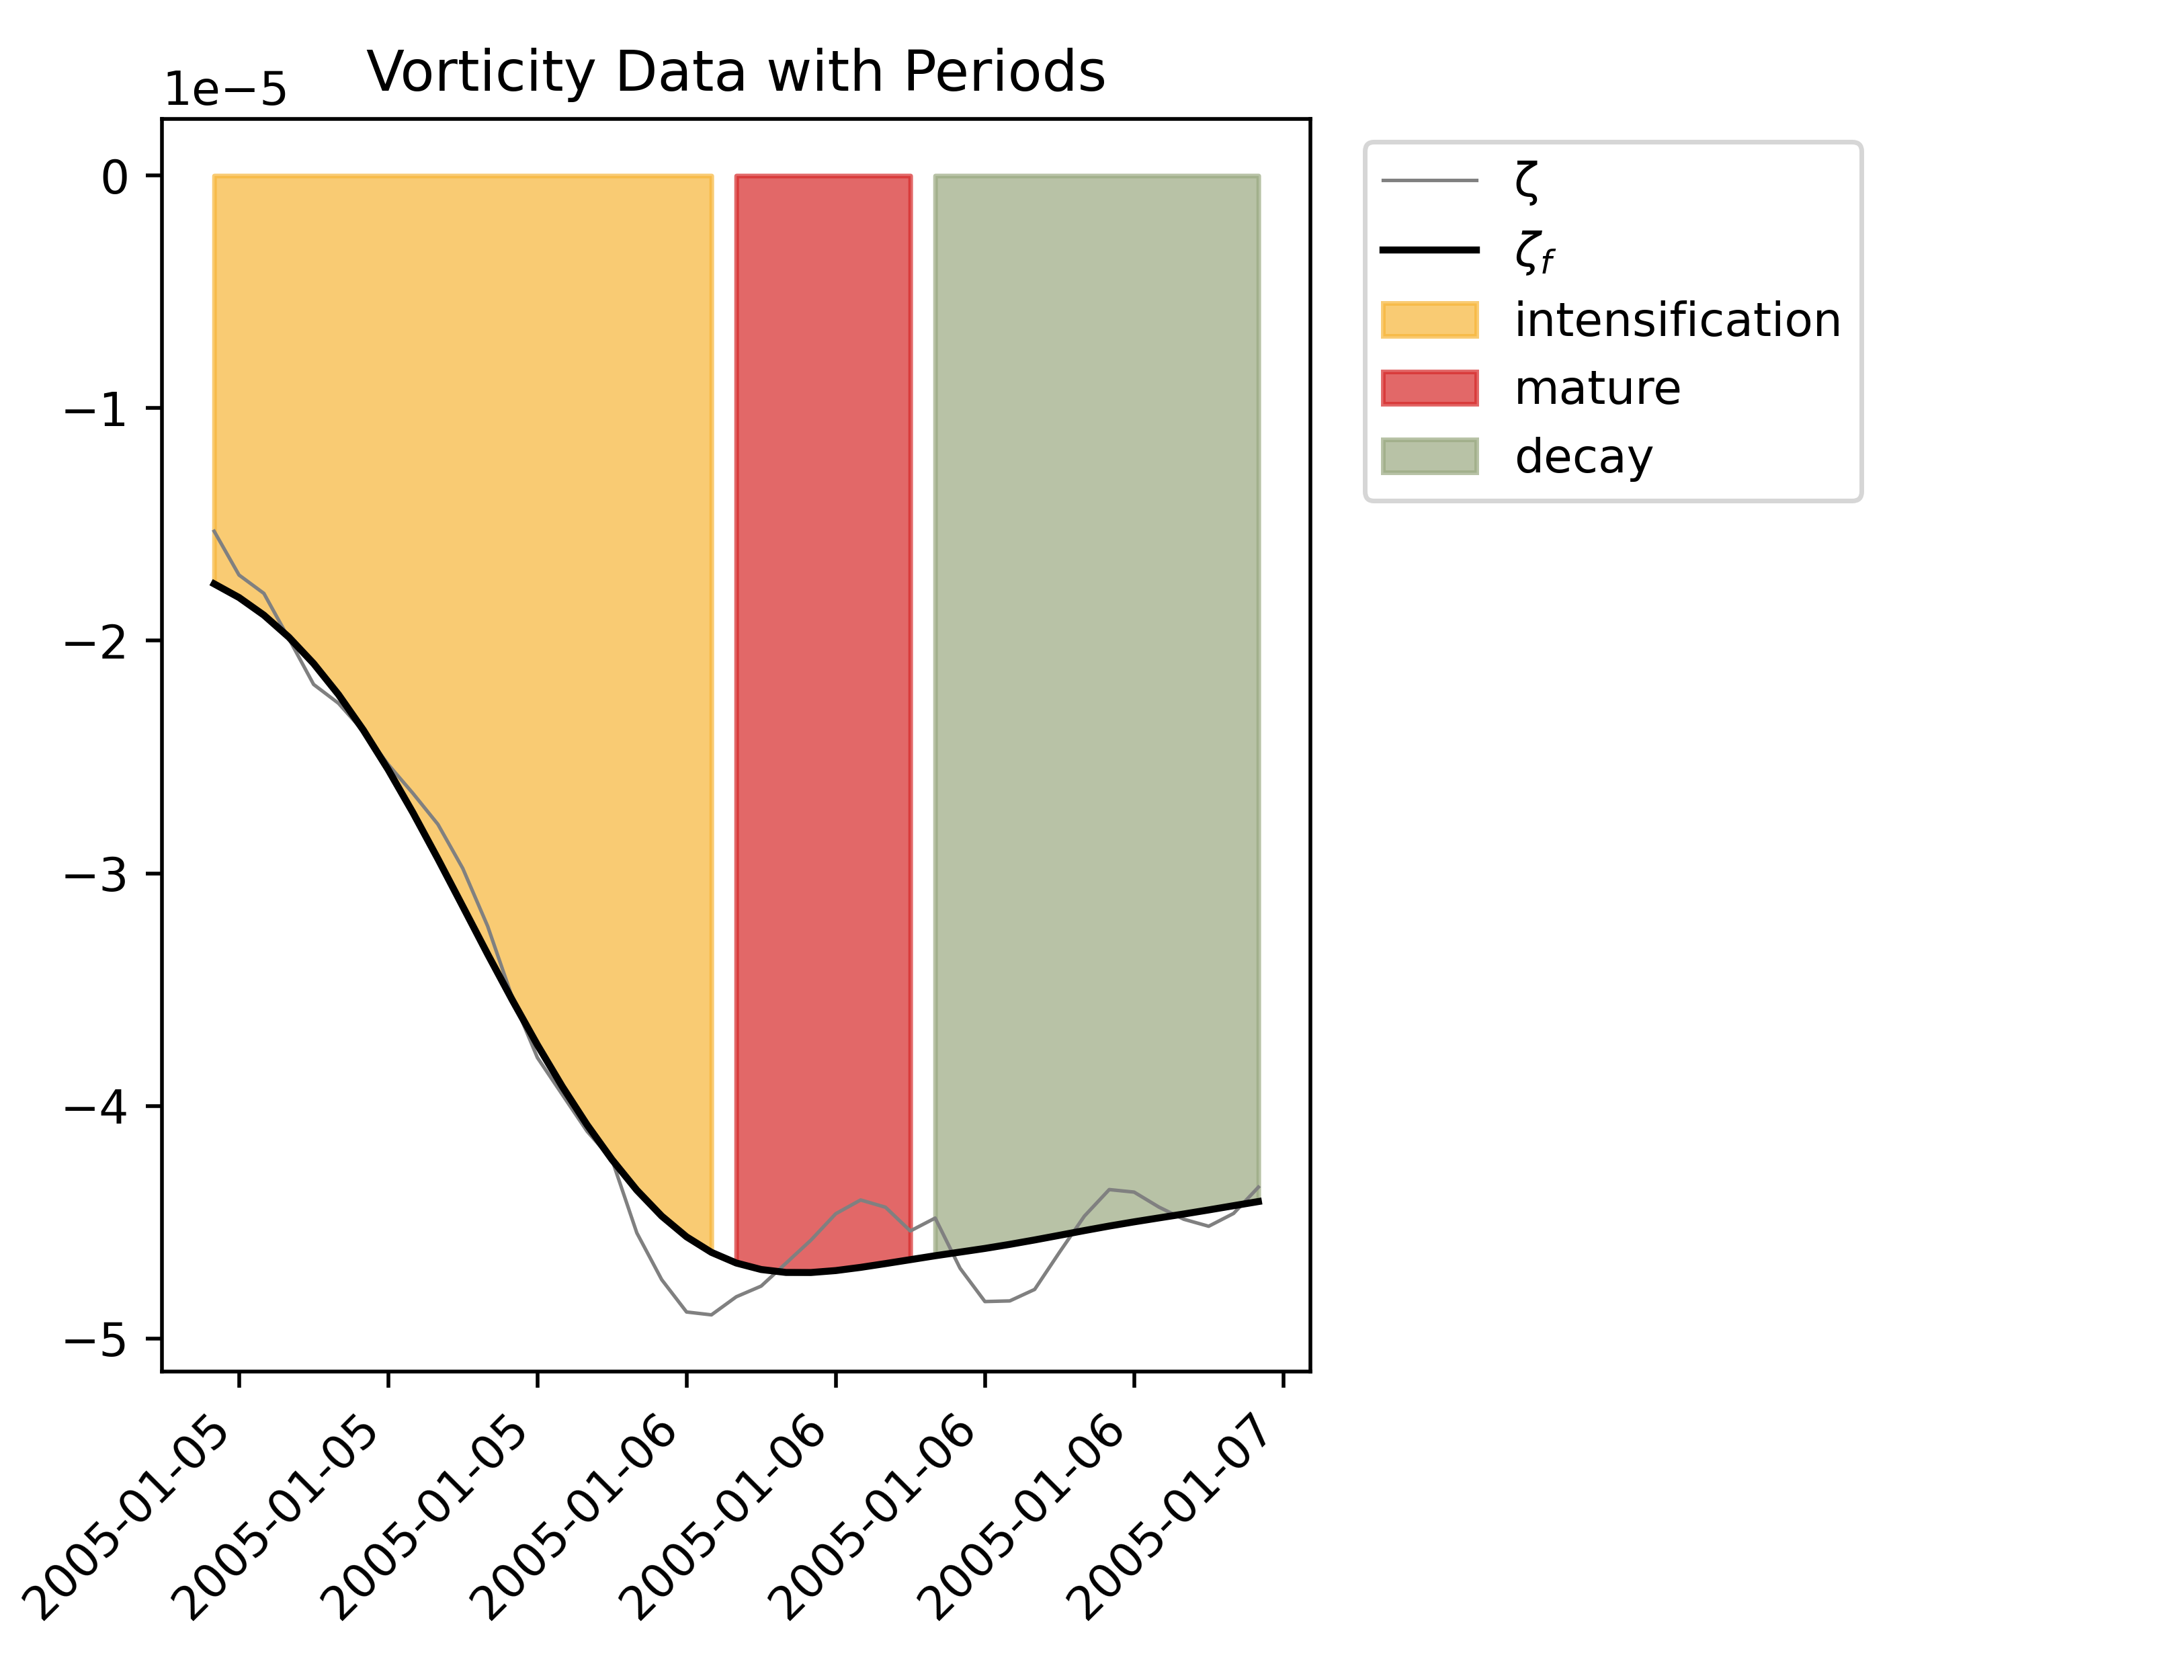 Vorticity Data with Periods
1e−5
0
−1
−2
−3
−4
−5
2005-01-05
2005-01-05
2005-01-05
2005-01-06
2005-01-06
2005-01-06
2005-01-06
2005-01-07
ζ
ζf
intensification
mature
decay